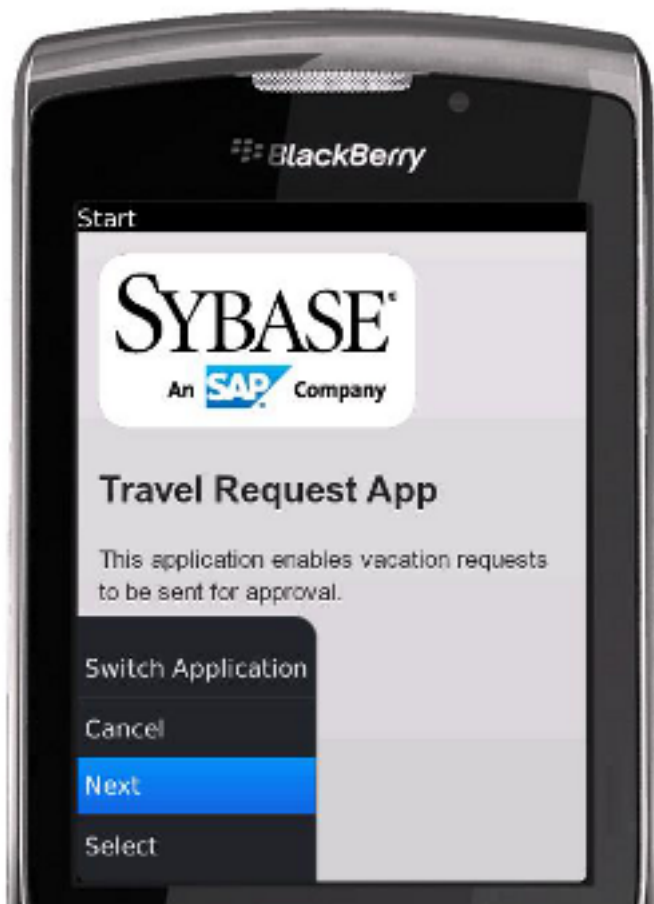 BlackBerry
Start
SYBASE®
An SAP® Company
Travel Request App
This application enables vacation requests
to be sent for approval.
Switch Application
Cancel
Next
Select